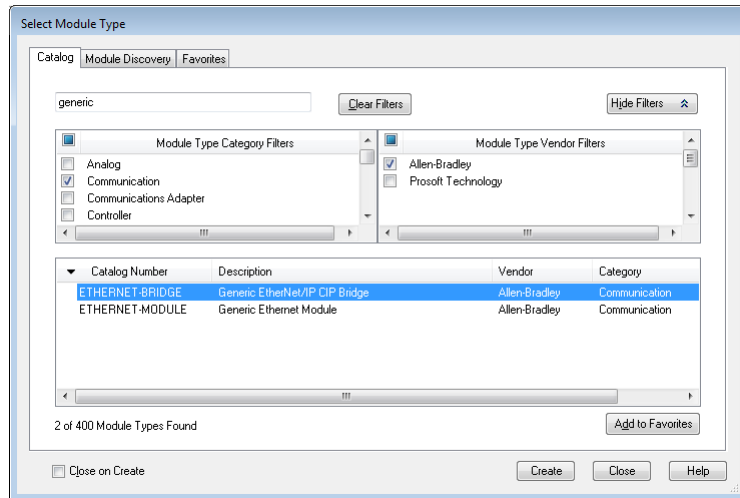 Select Module Type
Catalog Module Discovery Favorites
generic Clear Filters Hide Filters
Module Type Category Filters Module Type Vendor Filters
Analog Allen-Bradley
Communication Prosoft Technology
Communications Adapter
Controller
Catalog Number Description Vendor Category
ETHERNET-BRIDGE Generic EtherNet/IP CIP Bridge Allen-Bradley Communication
ETHERNET-MODULE Generic Ethernet Module Allen-Bradley Communication
2 of 400 Module Types Found Add to Favorites
Close on Create Create Close Help